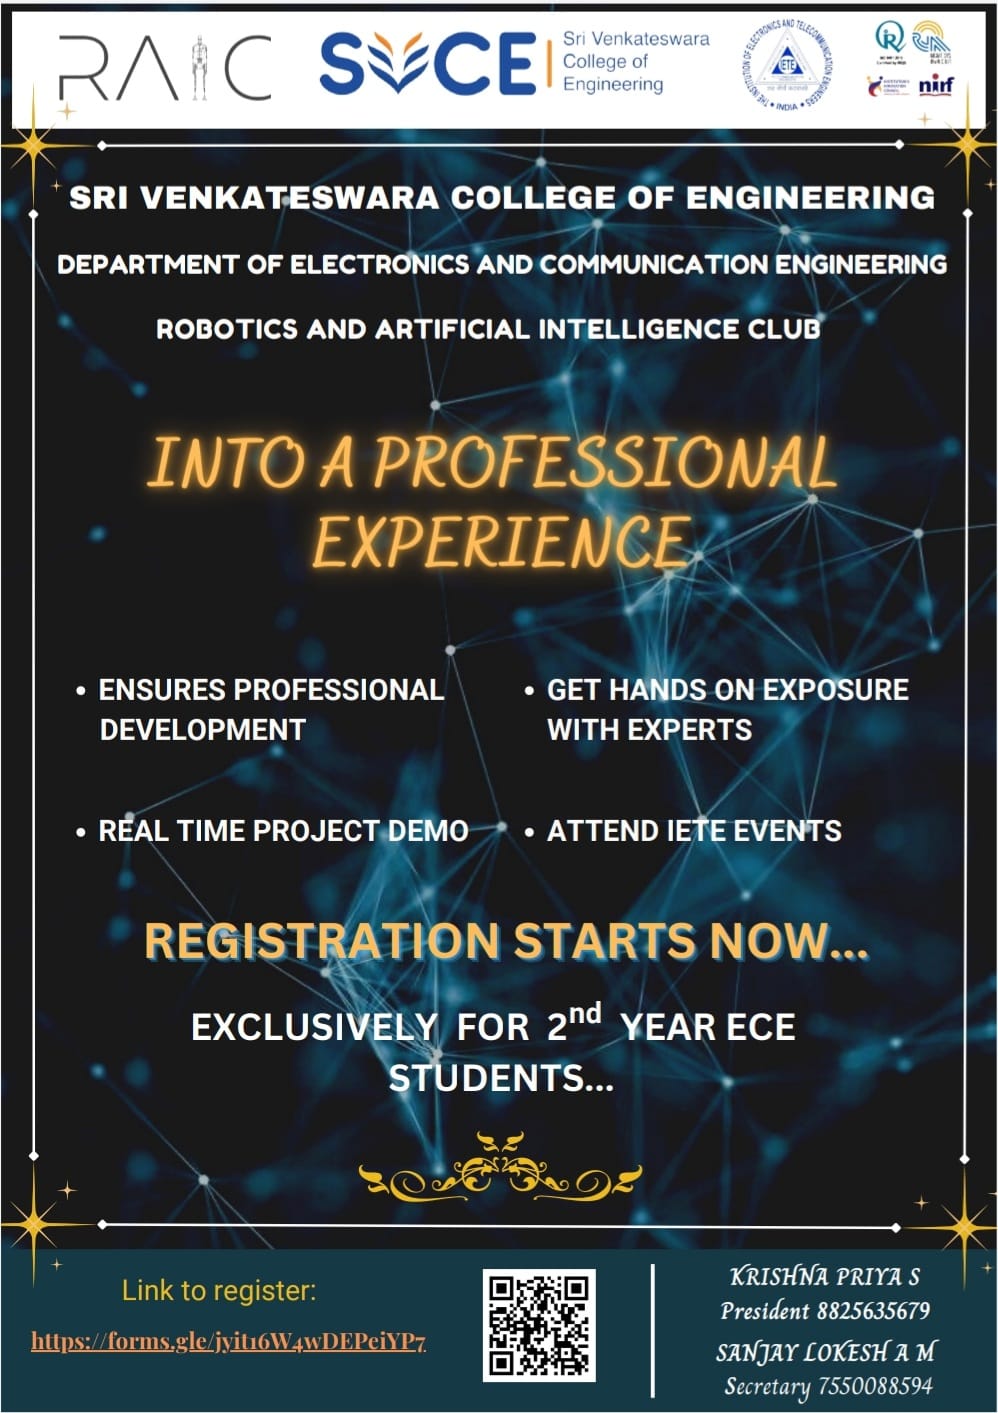 RAIC
SVCE
Sri Venkateswara
College of
Engineering
THE INSTITUTION OF ELECTRONICS AND TELECOMMUNICATION ENGINEERS
IETE
• INDIA •
nirf
SRI VENKATESWARA COLLEGE OF ENGINEERING
DEPARTMENT OF ELECTRONICS AND COMMUNICATION ENGINEERING
ROBOTICS AND ARTIFICIAL INTELLIGENCE CLUB
INTO A PROFESSIONAL
EXPERIENCE
• ENSURES PROFESSIONAL
DEVELOPMENT
• GET HANDS ON EXPOSURE
WITH EXPERTS
• REAL TIME PROJECT DEMO
• ATTEND IETE EVENTS
REGISTRATION STARTS NOW...
EXCLUSIVELY FOR 2nd YEAR ECE
STUDENTS...
Link to register:
https://forms.gle/jyit16W4wDEPeiYP7
KRISHNA PRIYA S
President 8825635679
SANJAY LOKESH A M
Secretary 7550088594